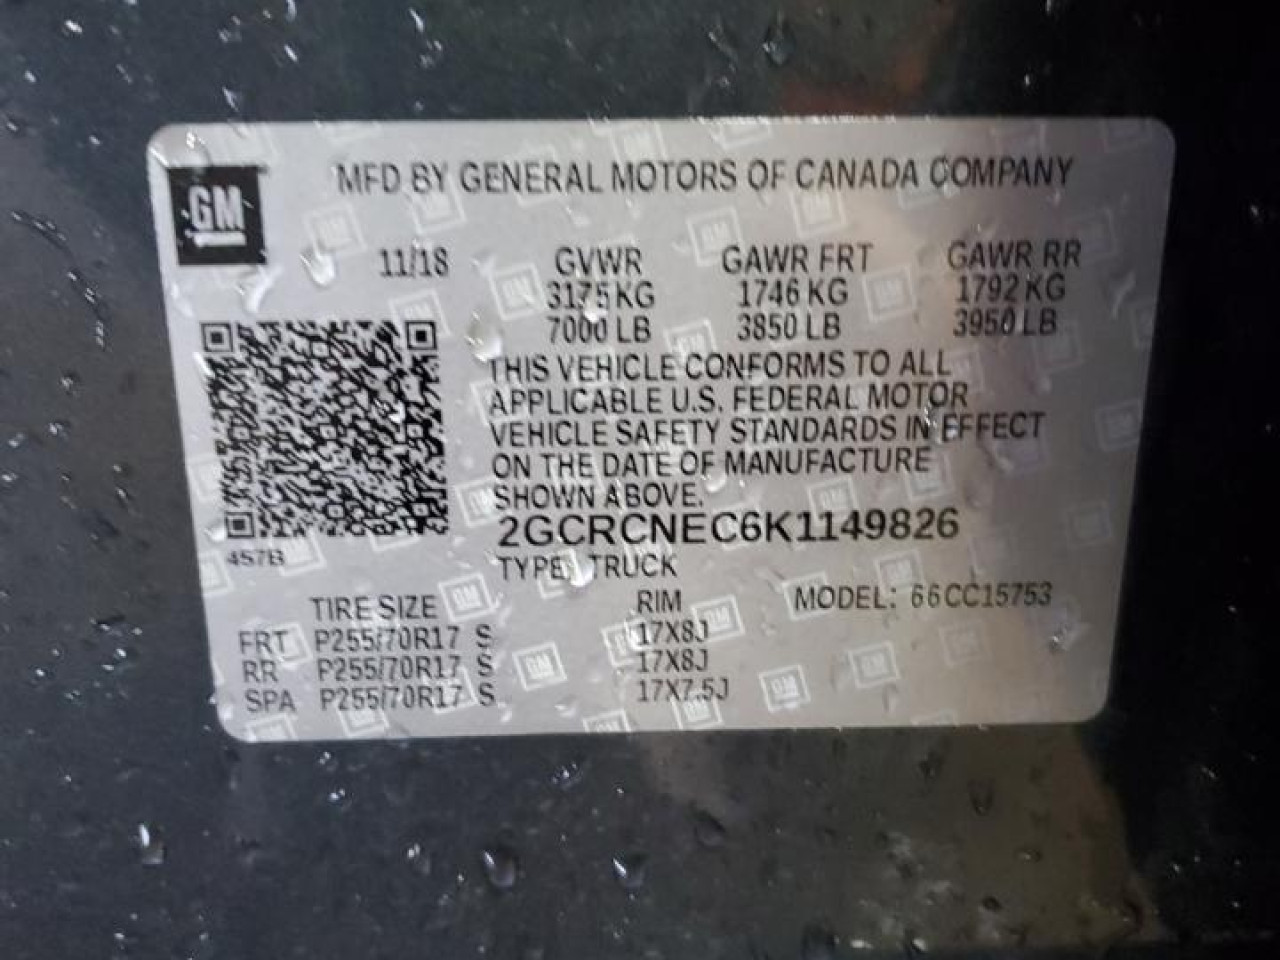 GM
MFD BY GENERAL MOTORS OF CANADA COMPANY
11/18 GVWR GAWR FRT GAWR RR
3175 KG 1746 KG 1792 KG
7000 LB 3850 LB 3950 LB
THIS VEHICLE CONFORMS TO ALL
APPLICABLE U.S. FEDERAL MOTOR
VEHICLE SAFETY STANDARDS IN EFFECT
ON THE DATE OF MANUFACTURE
SHOWN ABOVE.
2GCRCNEC6K1149826
457B
TYPE: TRUCK
TIRE SIZE RIM MODEL: 66CC15753
FRT P255/70R17 S 17X8J
RR P255/70R17 S 17X8J
SPA P255/70R17 S 17X7.5J